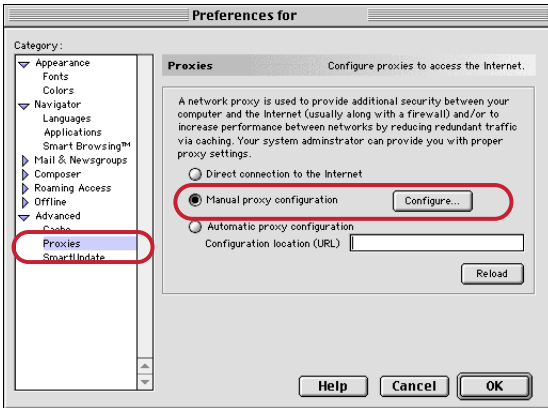 Preferences for
Category:
Appearance
Fonts
Colors
Navigator
Languages
Applications
Smart Browsing™
Mail & Newsgroups
Composer
Roaming Access
Offline
Advanced
Cache
Proxies
SmartUpdate
Proxies Configure proxies to access the Internet.
A network proxy is used to provide additional security between your
computer and the Internet (usually along with a firewall) and/or to
increase performance between networks by reducing redundant traffic
via caching. Your system adminstrator can provide you with proper
proxy settings.
Direct connection to the Internet
Manual proxy configuration Configure...
Automatic proxy configuration
Configuration location (URL)
Reload
Help Cancel OK